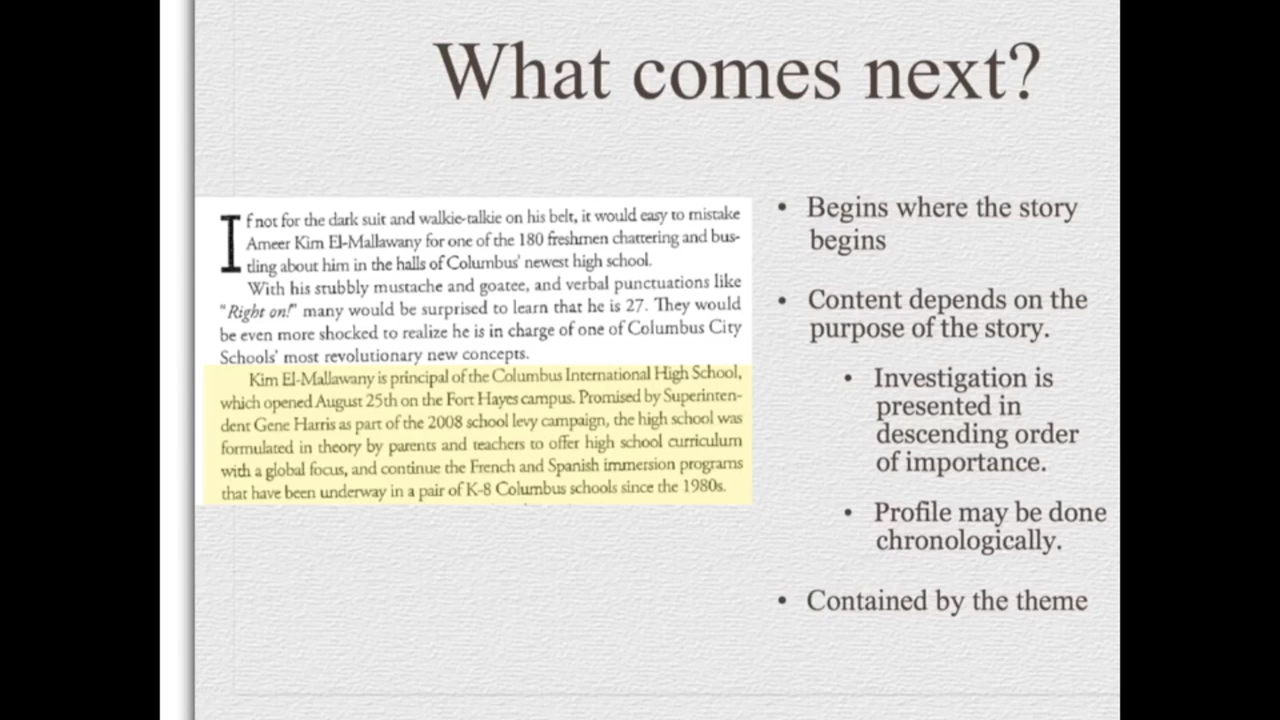 What comes next?
If not for the dark suit and walkie-talkie on his belt, it would easy to mistake
Ameer Kim El-Mallawany for one of the 180 freshmen chattering and bus-
tling about him in the halls of Columbus' newest high school.
With his stubbly mustache and goatee, and verbal punctuations like
"Right on!" many would be surprised to learn that he is 27. They would
be even more shocked to realize he is in charge of one of Columbus City
Schools' most revolutionary new concepts.
Kim El-Mallawany is principal of the Columbus International High School,
which opened August 25th on the Fort Hayes campus. Promised by Superinten-
dent Gene Harris as part of the 2008 school levy campaign, the high school was
formulated in theory by parents and teachers to offer high school curriculum
with a global focus, and continue the French and Spanish immersion programs
that have been underway in a pair of K-8 Columbus schools since the 1980s.
• Begins where the story
begins
• Content depends on the
purpose of the story.
• Investigation is
presented in
descending order
of importance.
• Profile may be done
chronologically.
• Contained by the theme